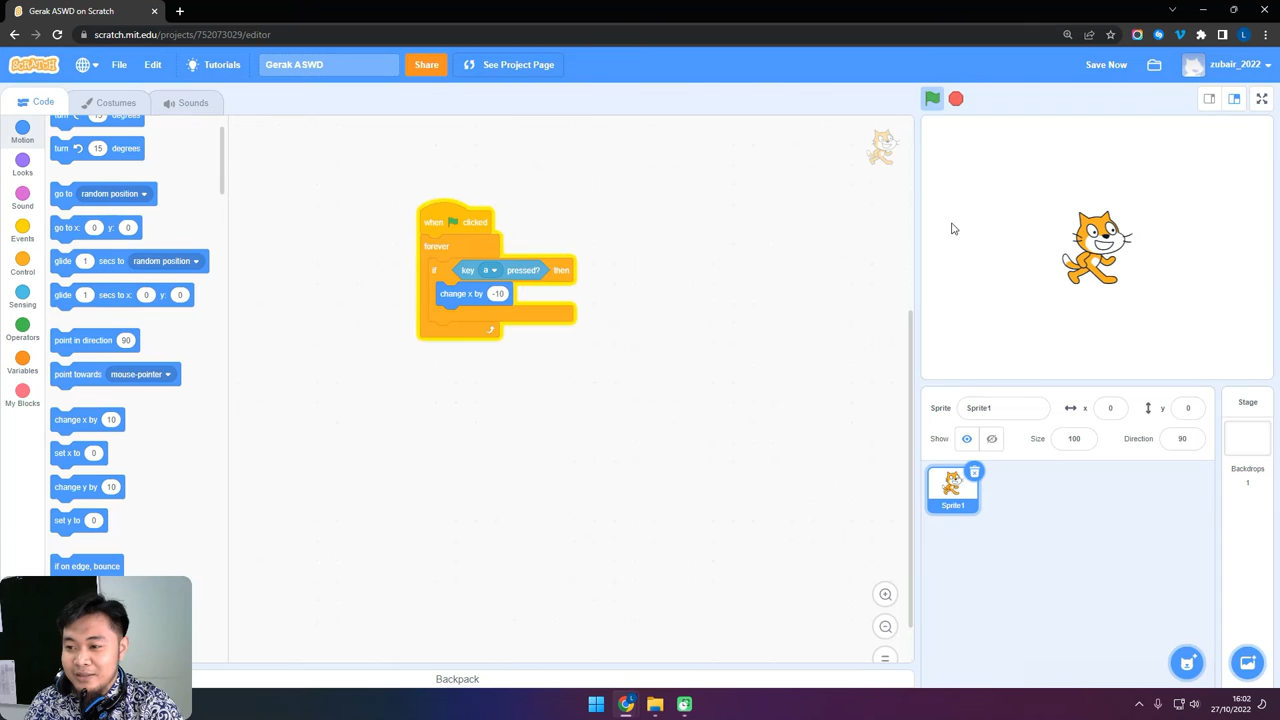 Gerak ASWD on Scratch
scratch.mit.edu/projects/752073029/editor
L
SCRATCH
File
Edit
Tutorials
Gerak ASWD
Share
See Project Page
Save Now
zubair_2022
Code
Costumes
Sounds
Motion
Looks
Sound
Events
Control
Sensing
Operators
Variables
My Blocks
turn 15 degrees
turn 15 degrees
go to random position
go to x: 0 y: 0
glide 1 secs to random position
glide 1 secs to x: 0 y: 0
point in direction 90
point towards mouse-pointer
change x by 10
set x to 0
change y by 10
set y to 0
if on edge, bounce
when clicked
forever
if key a pressed? then
change x by -10
Sprite Sprite1 x 0 y 0
Show Size 100 Direction 90
Sprite1
Stage
Backdrops
1
Backpack
16:02
27/10/2022